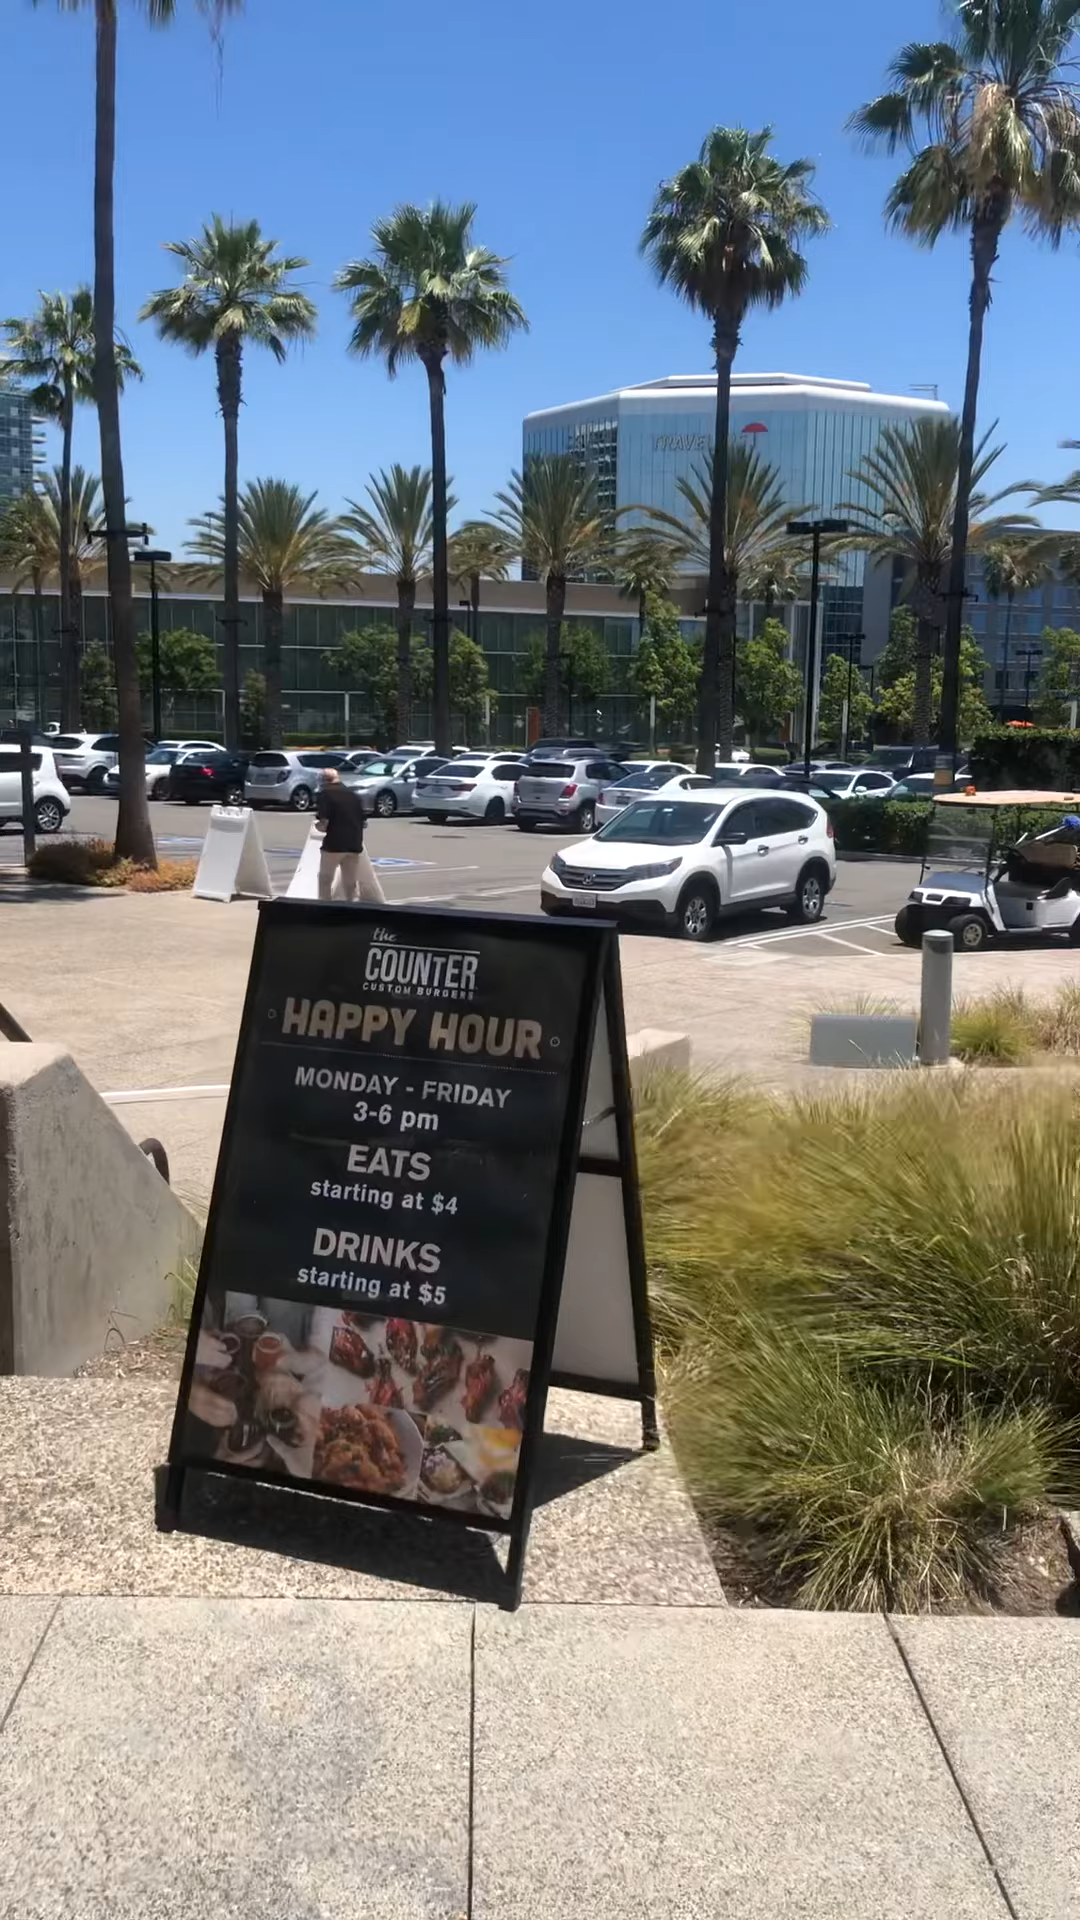 TRAVELERS
the
COUNTER
CUSTOM BURGERS
HAPPY HOUR
MONDAY - FRIDAY
3-6 pm
EATS
starting at $4
DRINKS
starting at $5